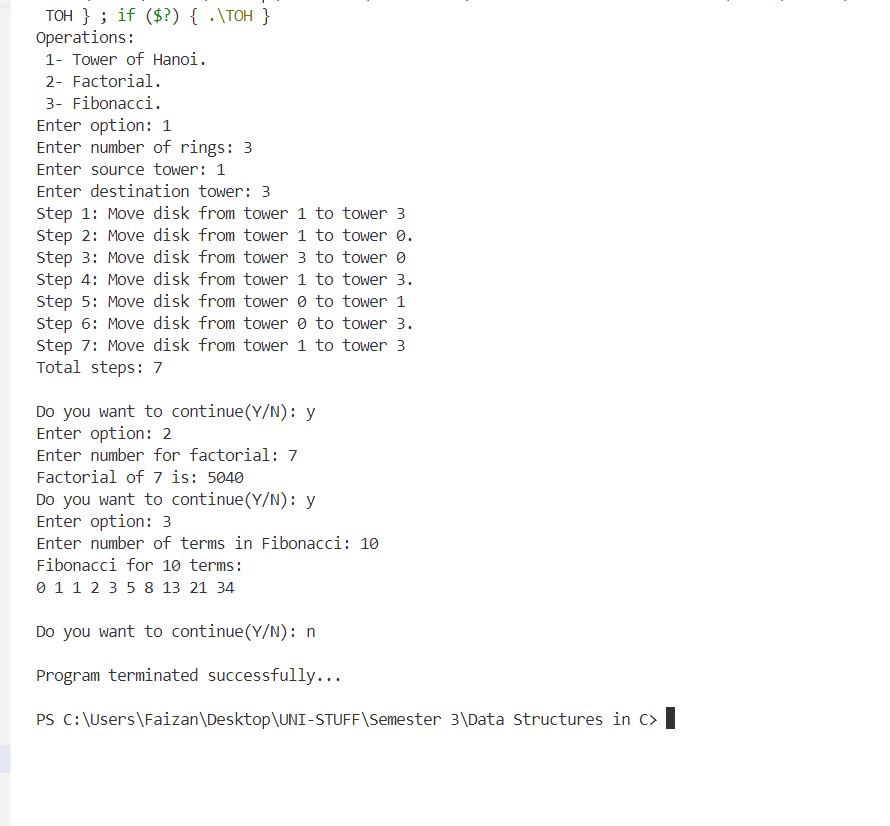 TOH } ; if ($?) { .\TOH }
Operations:
1- Tower of Hanoi.
2- Factorial.
3- Fibonacci.
Enter option: 1
Enter number of rings: 3
Enter source tower: 1
Enter destination tower: 3
Step 1: Move disk from tower 1 to tower 3
Step 2: Move disk from tower 1 to tower 0.
Step 3: Move disk from tower 3 to tower 0
Step 4: Move disk from tower 1 to tower 3.
Step 5: Move disk from tower 0 to tower 1
Step 6: Move disk from tower 0 to tower 3.
Step 7: Move disk from tower 1 to tower 3
Total steps: 7
Do you want to continue(Y/N): y
Enter option: 2
Enter number for factorial: 7
Factorial of 7 is: 5040
Do you want to continue(Y/N): y
Enter option: 3
Enter number of terms in Fibonacci: 10
Fibonacci for 10 terms:
0 1 1 2 3 5 8 13 21 34
Do you want to continue(Y/N): n
Program terminated successfully...
PS C:\Users\Faizan\Desktop\UNI-STUFF\Semester 3\Data Structures in C>